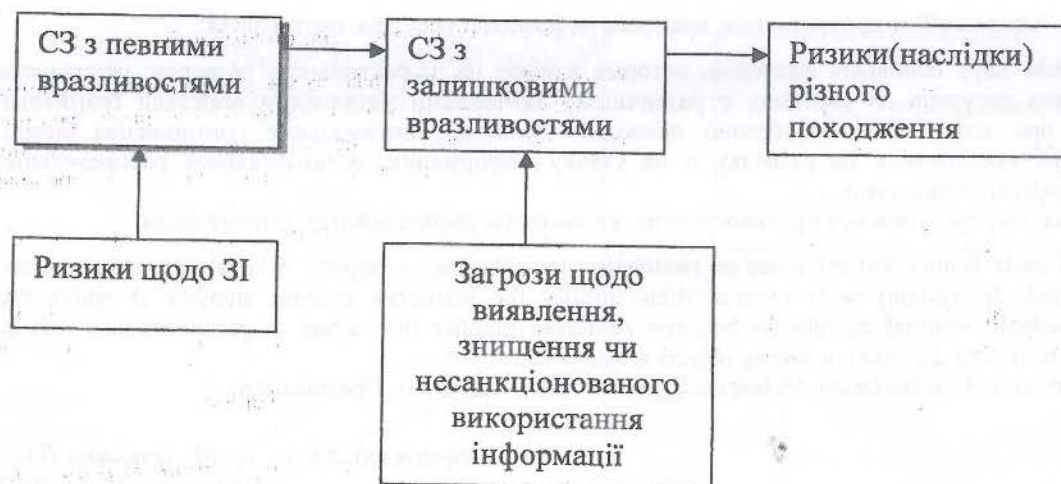 СЗ з певними
вразливостями
СЗ з
залишковими
вразливостями
Ризики(наслідки)
різного
походження
Ризики щодо ЗІ
Загрози щодо
виявлення,
знищення чи
несанкціонованого
використання
інформації